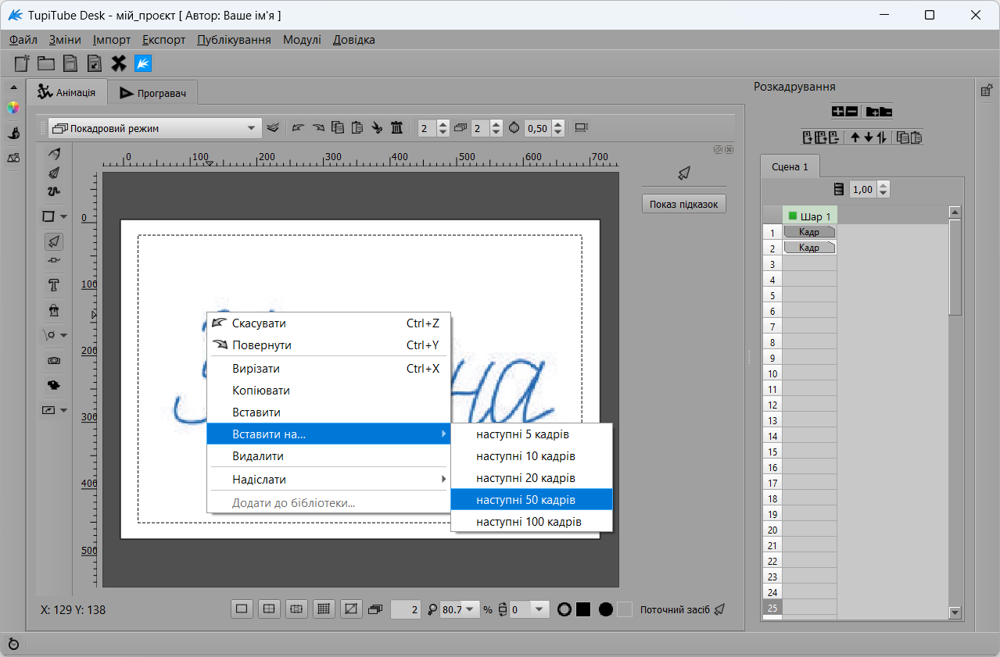 TupiTube Desk - мій_проєкт [ Автор: Ваше ім'я ]
Файл Зміни Імпорт Експорт Публікування Модулі Довідка
Анімація Програвач
Розкадрування
Покадровий режим 2 2 0,50
0 100 200 300 400 500 600 700
Показ підказок
Сцена 1
1,00
Шар 1
1 Кадр
2 Кадр
3
4
5
6
7
8
9
10
11
12
13
14
15
16
17
18
19
20
21
22
23
24
25
0
100
200
300
400
500
на
Скасувати Ctrl+Z
Повернути Ctrl+Y
Вирізати Ctrl+X
Копіювати
Вставити
Вставити на...
Видалити
Надіслати
Додати до бібліотеки...
наступні 5 кадрів
наступні 10 кадрів
наступні 20 кадрів
наступні 50 кадрів
наступні 100 кадрів
X: 129 Y: 138 2 80.7 % 0 Поточний засіб